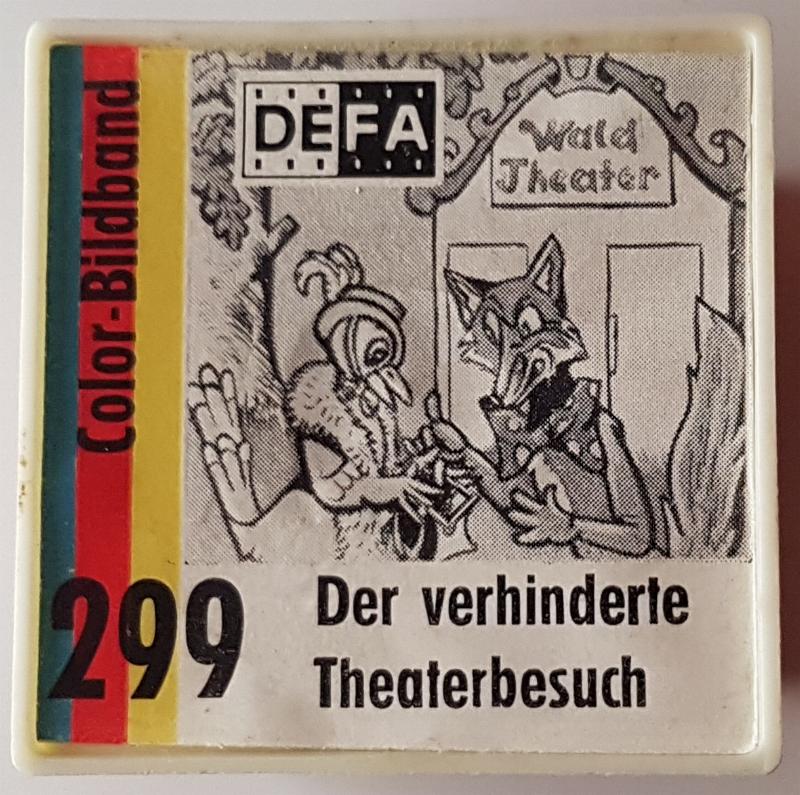 DEFA
Wald
Theater
Color-Bildband
299
Der verhinderte
Theaterbesuch